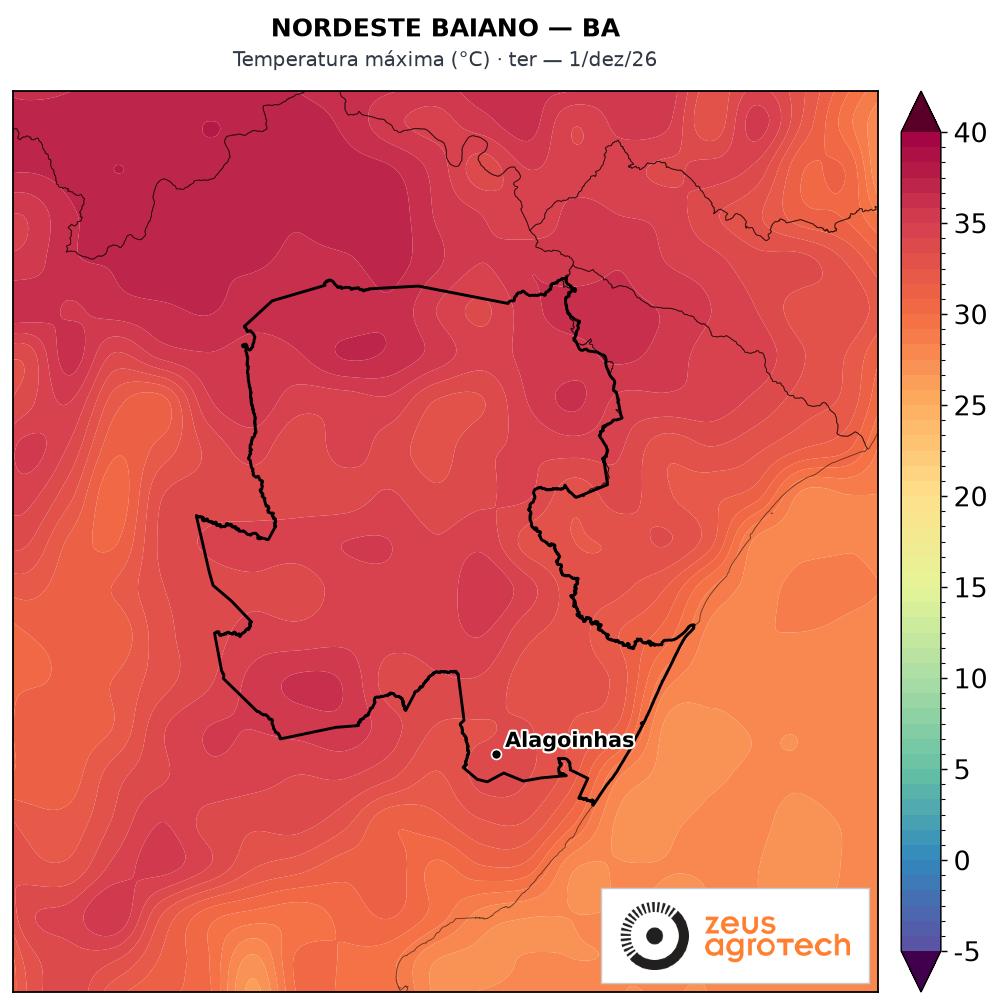 NORDESTE BAIANO — BA
Temperatura máxima (°C) · ter — 1/dez/26
40
35
30
25
20
15
10
5
0
-5
Alagoinhas
zeus
agrotech